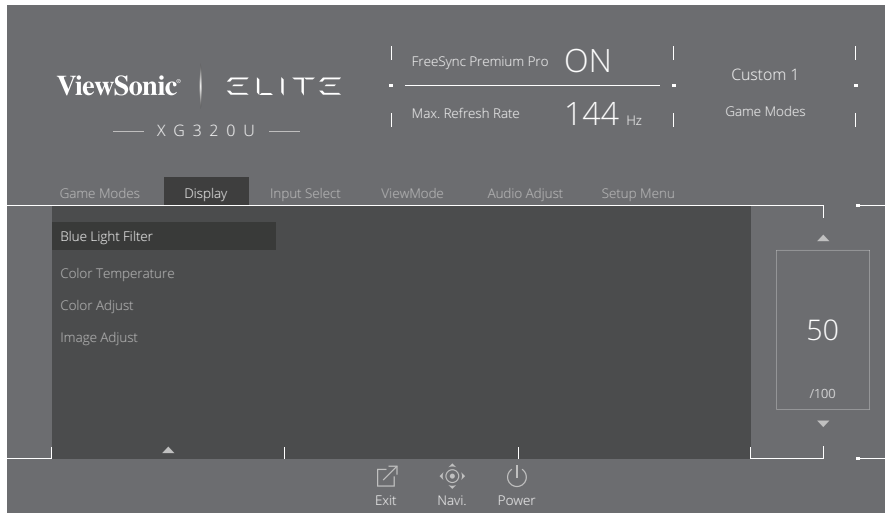 ViewSonic® ELITE
XG320U
FreeSync Premium Pro ON
Max. Refresh Rate 144 Hz
Custom 1
Game Modes
Game Modes Display Input Select ViewMode Audio Adjust Setup Menu
Blue Light Filter
Color Temperature
Color Adjust
Image Adjust
50
/100
Exit Navi. Power